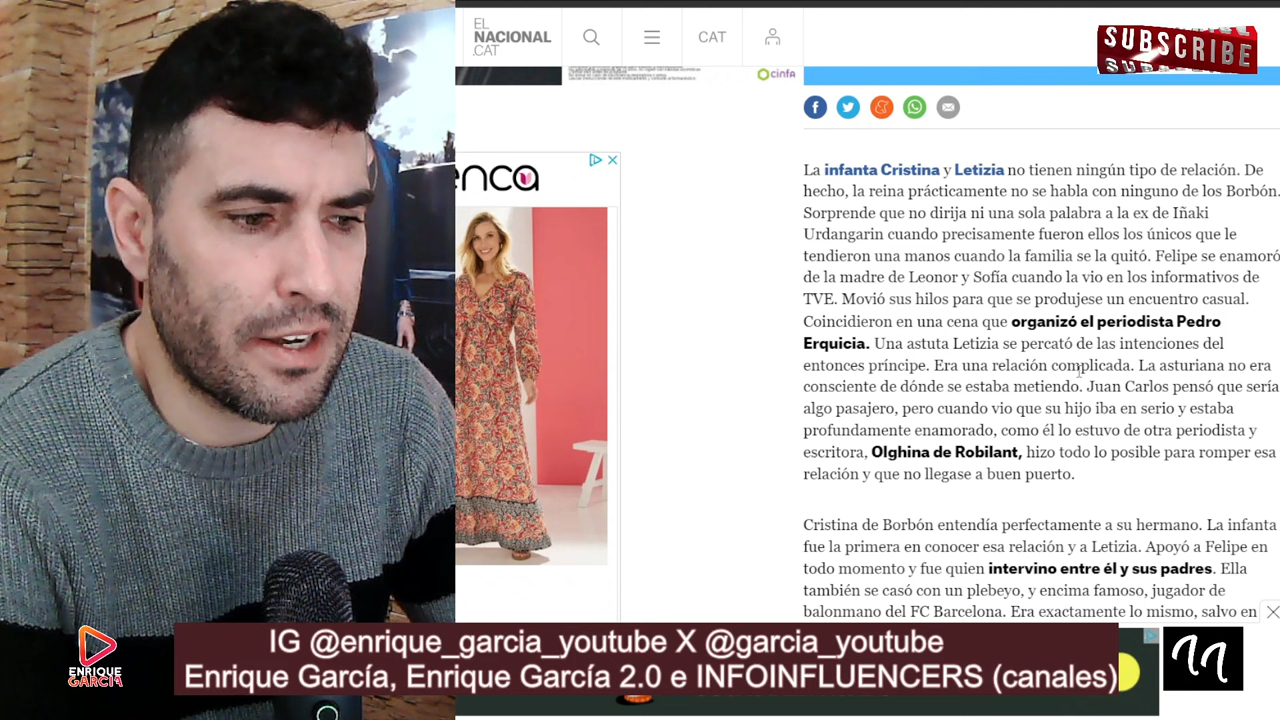 EL
NACIONAL
.CAT
CAT
SUBSCRIBE
cinfa
enca
La infanta Cristina y Letizia no tienen ningún tipo de relación. De
hecho, la reina prácticamente no se habla con ninguno de los Borbón.
Sorprende que no dirija ni una sola palabra a la ex de Iñaki
Urdangarin cuando precisamente fueron ellos los únicos que le
tendieron una manos cuando la familia se la quitó. Felipe se enamoró
de la madre de Leonor y Sofía cuando la vio en los informativos de
TVE. Movió sus hilos para que se produjese un encuentro casual.
Coincidieron en una cena que organizó el periodista Pedro
Erquicia. Una astuta Letizia se percató de las intenciones del
entonces príncipe. Era una relación complicada. La asturiana no era
consciente de dónde se estaba metiendo. Juan Carlos pensó que sería
algo pasajero, pero cuando vio que su hijo iba en serio y estaba
profundamente enamorado, como él lo estuvo de otra periodista y
escritora, Olghina de Robilant, hizo todo lo posible para romper esa
relación y que no llegase a buen puerto.
Cristina de Borbón entendía perfectamente a su hermano. La infanta
fue la primera en conocer esa relación y a Letizia. Apoyó a Felipe en
todo momento y fue quien intervino entre él y sus padres. Ella
también se casó con un plebeyo, y encima famoso, jugador de
balonmano del FC Barcelona. Era exactamente lo mismo, salvo en
IG @enrique_garcia_youtube X @garcia_youtube
Enrique García, Enrique García 2.0 e INFOINFLUENCERS (canales)
ENRIQUE
GARCÍA